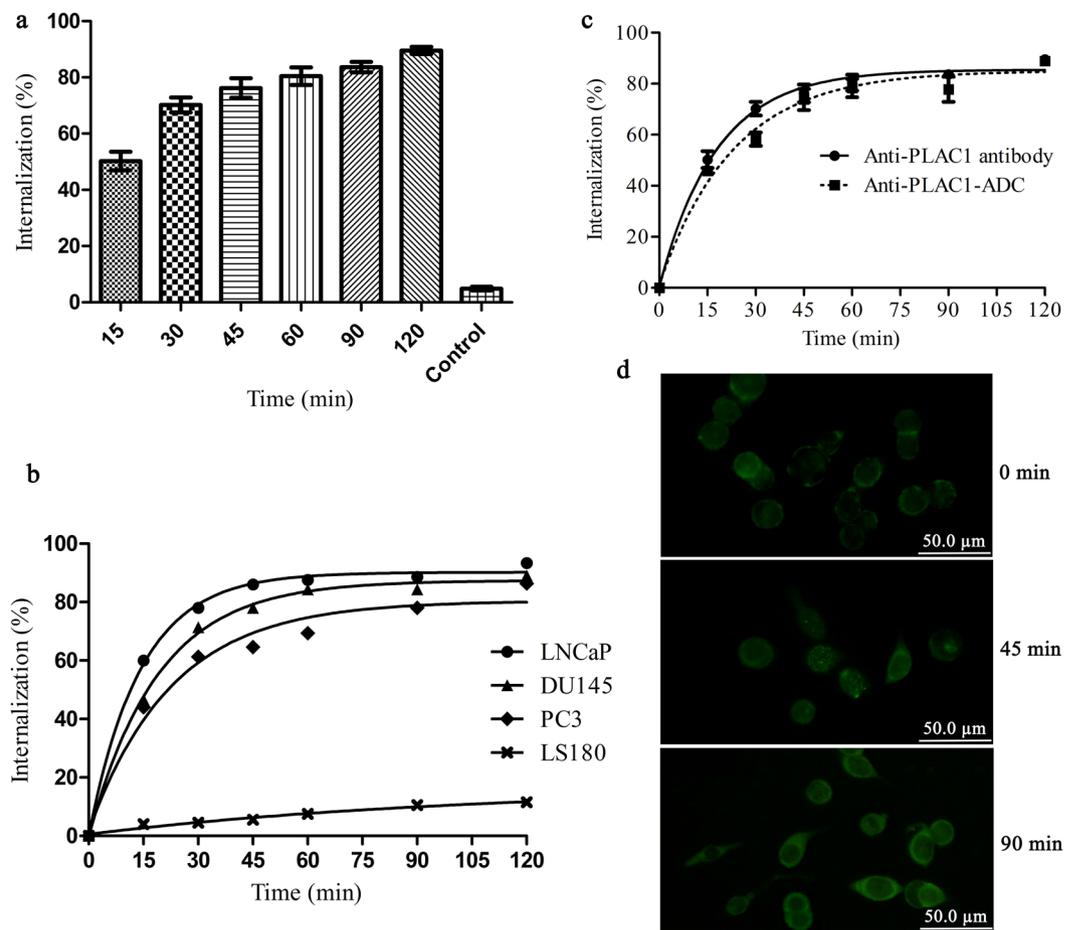 a
100
80
60
40
20
0
Internalization (%)
15
30
45
60
90
120
Control
Time (min)
b
100
80
60
40
20
0
Internalization (%)
0 15 30 45 60 75 90 105 120
Time (min)
LNCaP
DU145
PC3
LS180
c
100
80
60
40
20
0
Internalization (%)
0 15 30 45 60 75 90 105 120
Time (min)
Anti-PLAC1 antibody
Anti-PLAC1-ADC
d
50.0 µm
0 min
50.0 µm
45 min
50.0 µm
90 min